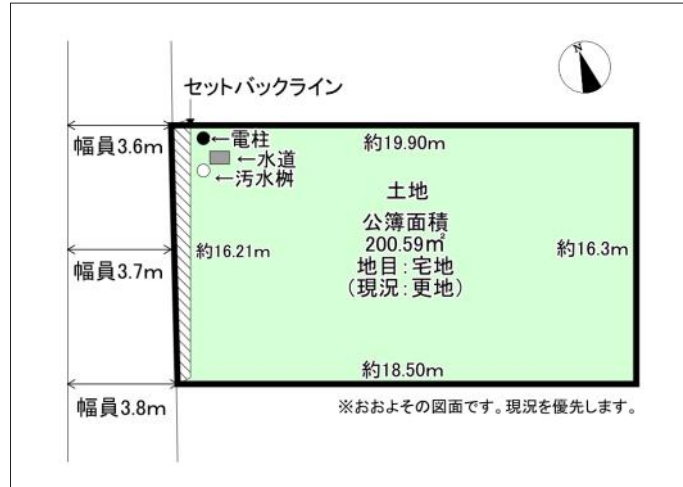 N
セットバックライン
幅員3.6m
←電柱
←水道
←汚水桝
約19.90m
土地
公簿面積
200.59㎡
地目:宅地
(現況:更地)
約16.21m
約16.3m
幅員3.7m
約18.50m
幅員3.8m
※おおよその図面です。現況を優先します。